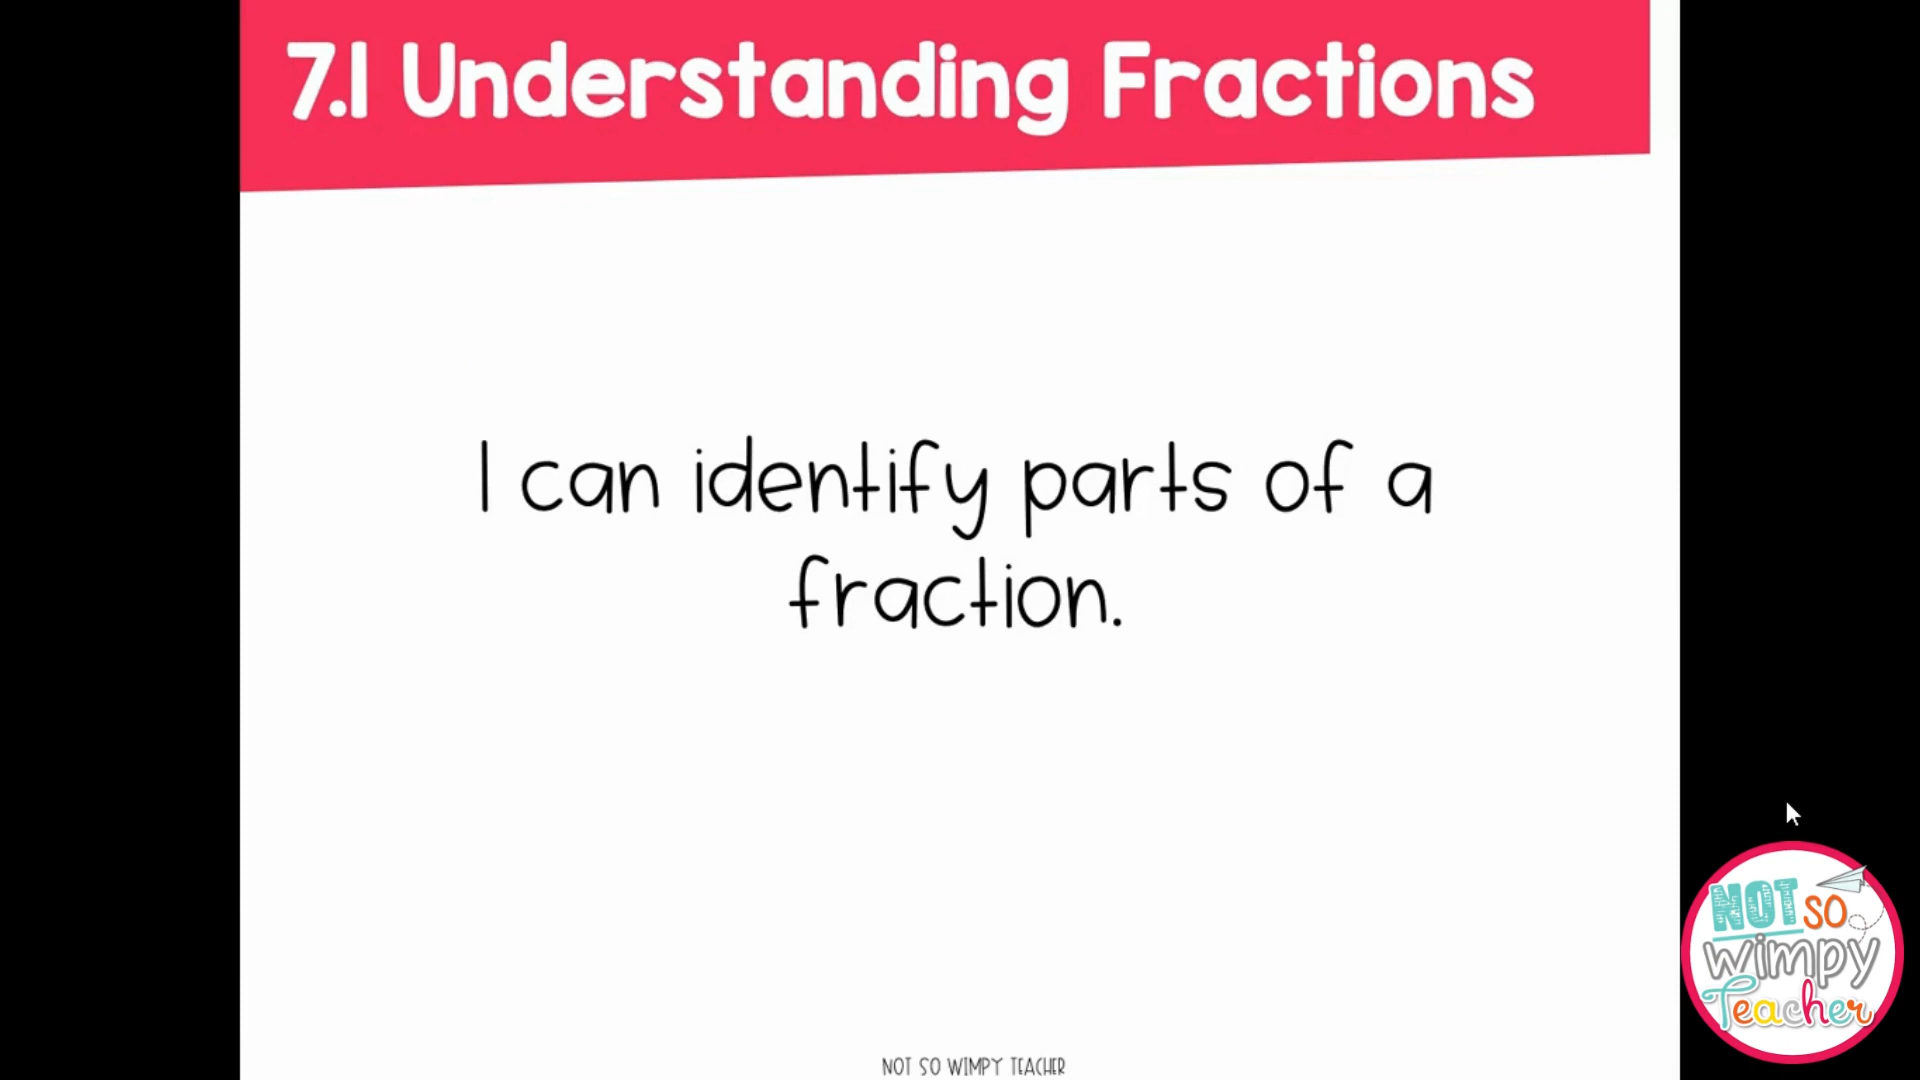 7.1 Understanding Fractions
I can identify parts of a
fraction.
NOT SO
wimpy
Teacher
NOT SO WIMPY TEACHER